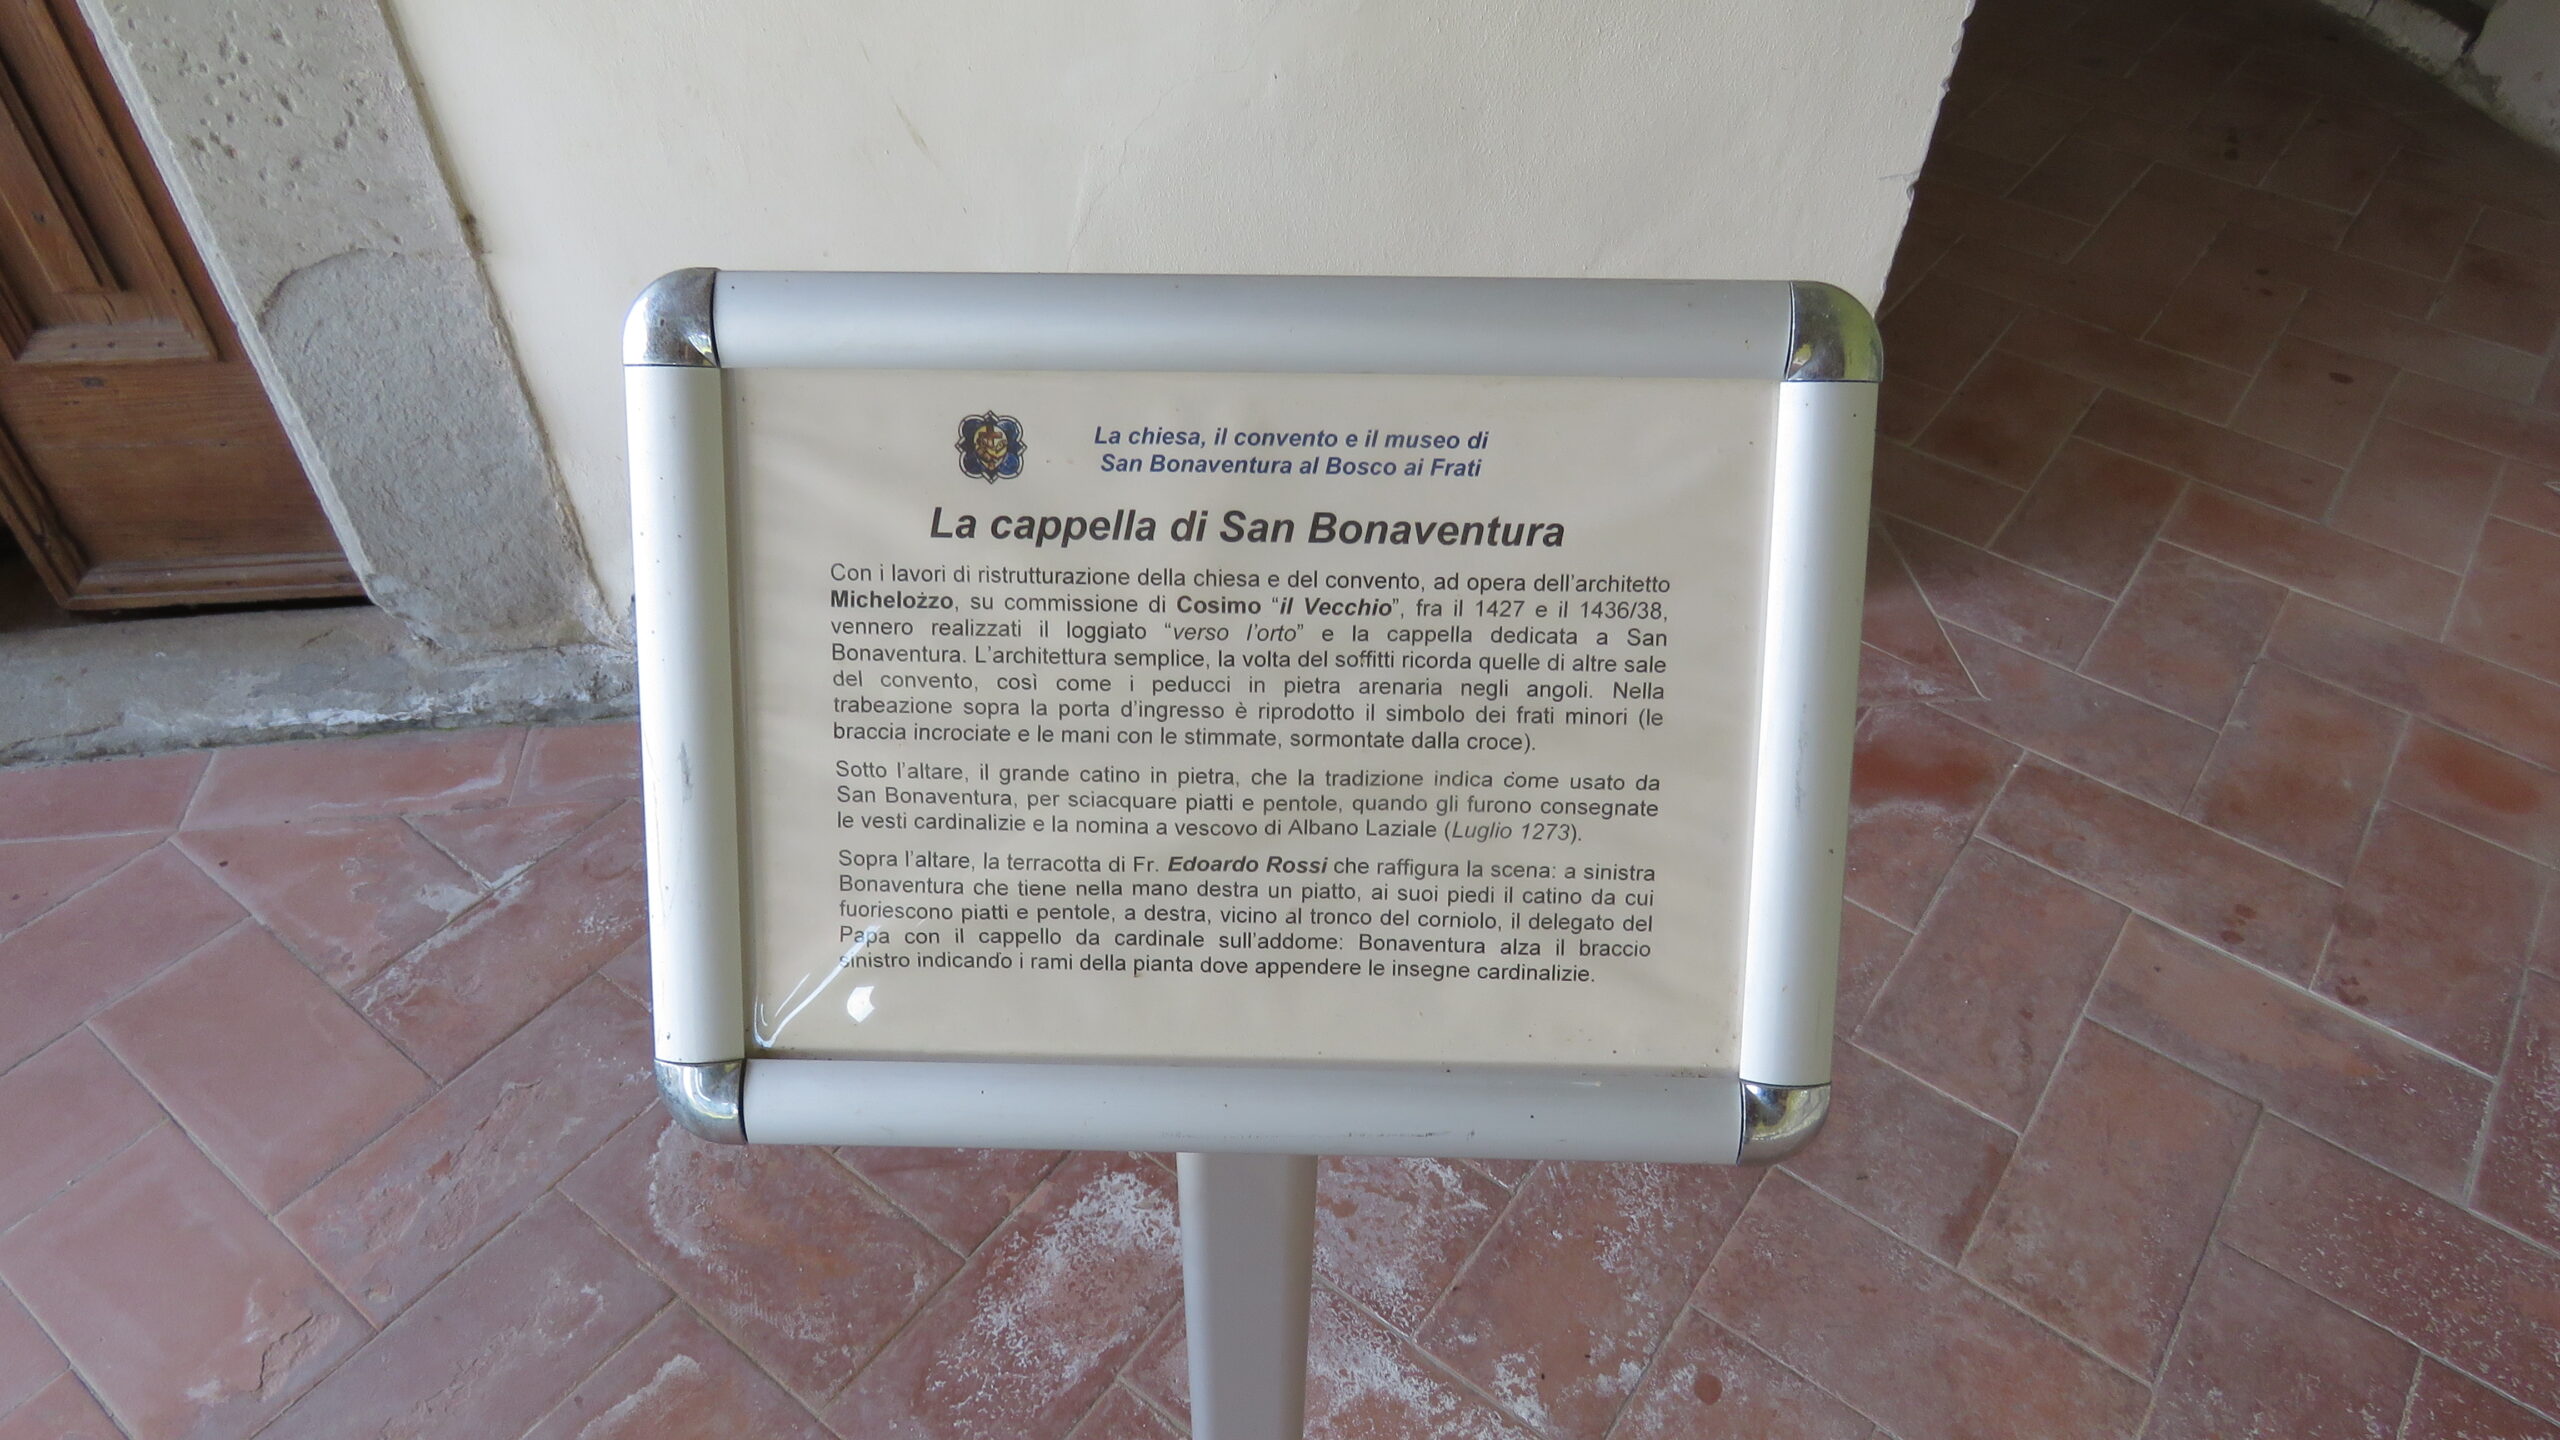 La chiesa, il convento e il museo di
San Bonaventura al Bosco ai Frati
La cappella di San Bonaventura
Con i lavori di ristrutturazione della chiesa e del convento, ad opera dell’architetto
Michelozzo, su commissione di Cosimo “il Vecchio”, fra il 1427 e il 1436/38,
vennero realizzati il loggiato “verso l’orto” e la cappella dedicata a San
Bonaventura. L’architettura semplice, la volta del soffitti ricorda quelle di altre sale
del convento, così come i peducci in pietra arenaria negli angoli. Nella
trabeazione sopra la porta d’ingresso è riprodotto il simbolo dei frati minori (le
braccia incrociate e le mani con le stimmate, sormontate dalla croce).
Sotto l’altare, il grande catino in pietra, che la tradizione indica come usato da
San Bonaventura, per sciacquare piatti e pentole, quando gli furono consegnate
le vesti cardinalizie e la nomina a vescovo di Albano Laziale (Luglio 1273).
Sopra l’altare, la terracotta di Fr. Edoardo Rossi che raffigura la scena: a sinistra
Bonaventura che tiene nella mano destra un piatto, ai suoi piedi il catino da cui
fuoriescono piatti e pentole, a destra, vicino al tronco del corniolo, il delegato del
Papa con il cappello da cardinale sull’addome: Bonaventura alza il braccio
sinistro indicando i rami della pianta dove appendere le insegne cardinalizie.